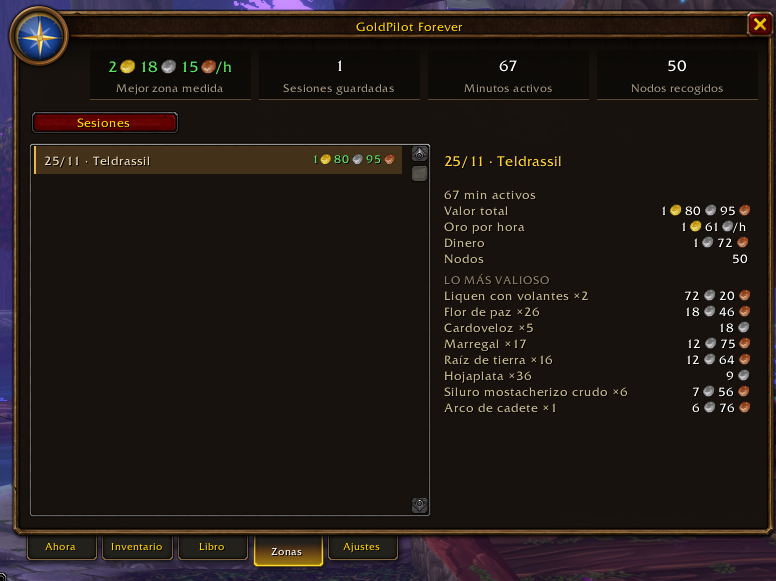 GoldPilot Forever
2 18 15/h
Mejor zona medida
1
Sesiones guardadas
67
Minutos activos
50
Nodos recogidos
Sesiones
25/11 · Teldrassil 1 80 95
25/11 · Teldrassil
67 min activos
Valor total 1 80 95
Oro por hora 1 61 /h
Dinero 1 72
Nodos 50
LO MÁS VALIOSO
Liquen con volantes ×2 72 20
Flor de paz ×26 18 46
Cardoveloz ×5 18
Marregal ×17 12 75
Raíz de tierra ×16 12 64
Hojaplata ×36 9
Siluro mostacherizo crudo ×6 7 56
Arco de cadete ×1 6 76
Ahora
Inventario
Libro
Zonas
Ajustes